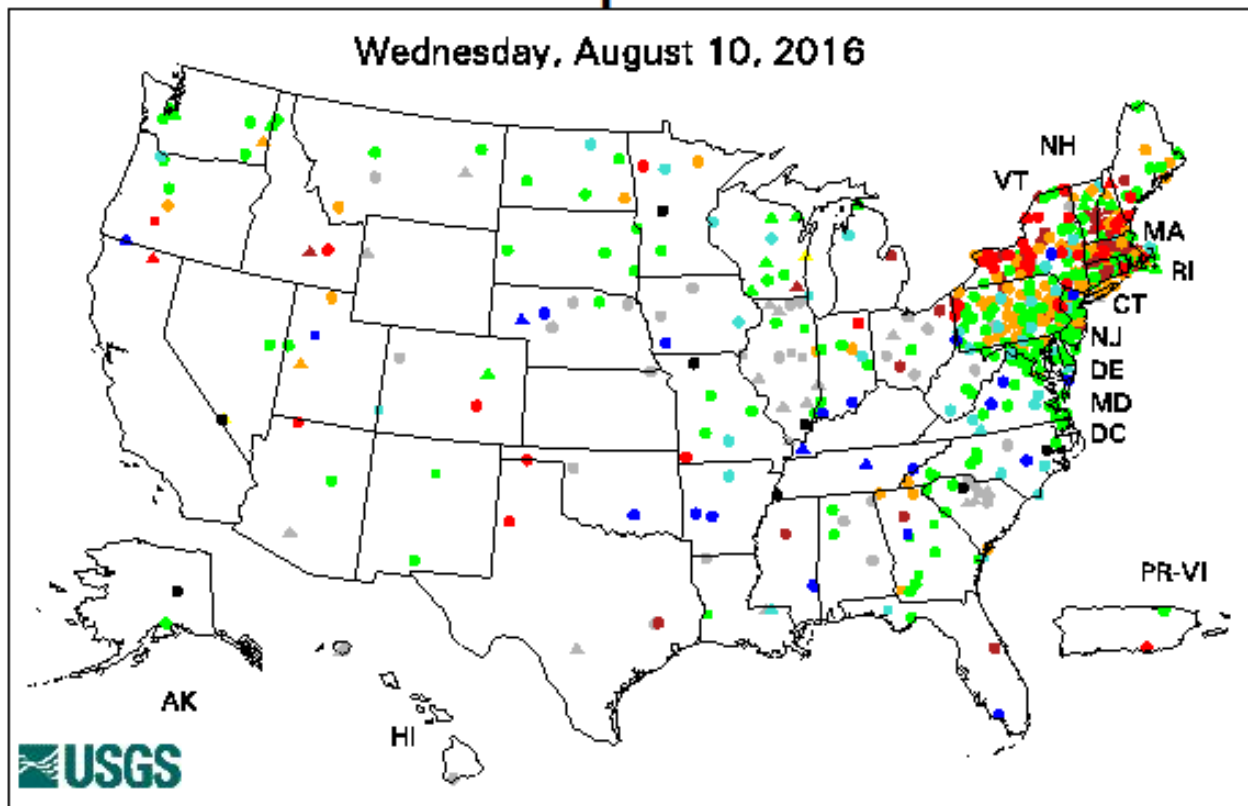 Wednesday, August 10, 2016
NH
VT
MA
RI
CT
NJ
DE
MD
DC
PR-VI
AK
HI
USGS